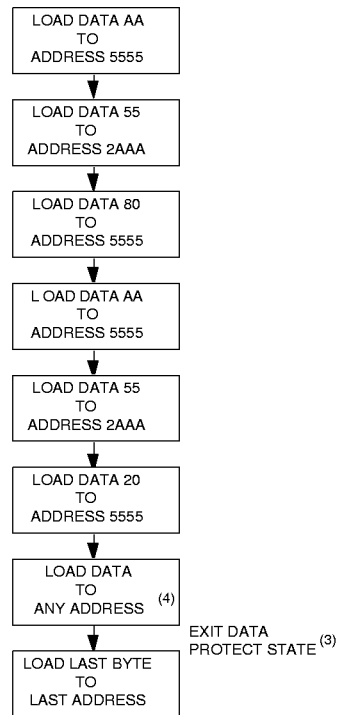 LOAD DATA AA
TO
ADDRESS 5555
LOAD DATA 55
TO
ADDRESS 2AAA
LOAD DATA 80
TO
ADDRESS 5555
L OAD DATA AA
TO
ADDRESS 5555
LOAD DATA 55
TO
ADDRESS 2AAA
LOAD DATA 20
TO
ADDRESS 5555
LOAD DATA
TO
ANY ADDRESS (4)
EXIT DATA
PROTECT STATE (3)
LOAD LAST BYTE
TO
LAST ADDRESS